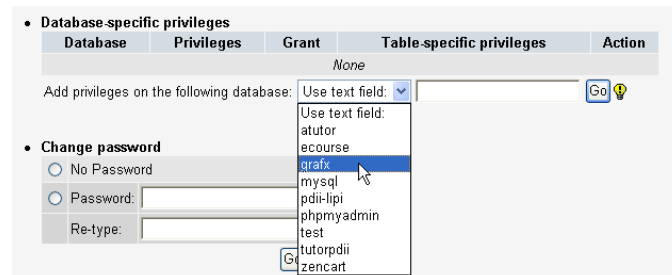 Database-specific privileges
Database Privileges Grant Table-specific privileges Action
None
Add privileges on the following database: Use text field: Go
Use text field:
atutor
ecourse
grafx
mysql
pdii-lipi
phpmyadmin
test
tutorpdii
zencart
Change password
No Password
Password:
Re-type: